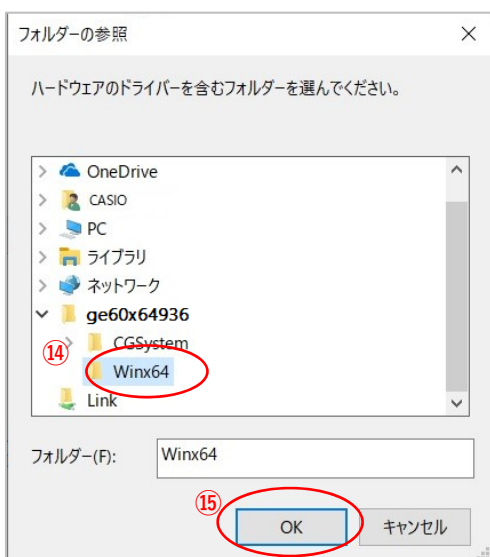 フォルダーの参照
ハードウェアのドライバーを含むフォルダーを選んでください。
OneDrive
CASIO
PC
ライブラリ
ネットワーク
ge60x64936
⑭ CGSystem
Winx64
Link
フォルダー(F): Winx64
⑮ OK キャンセル